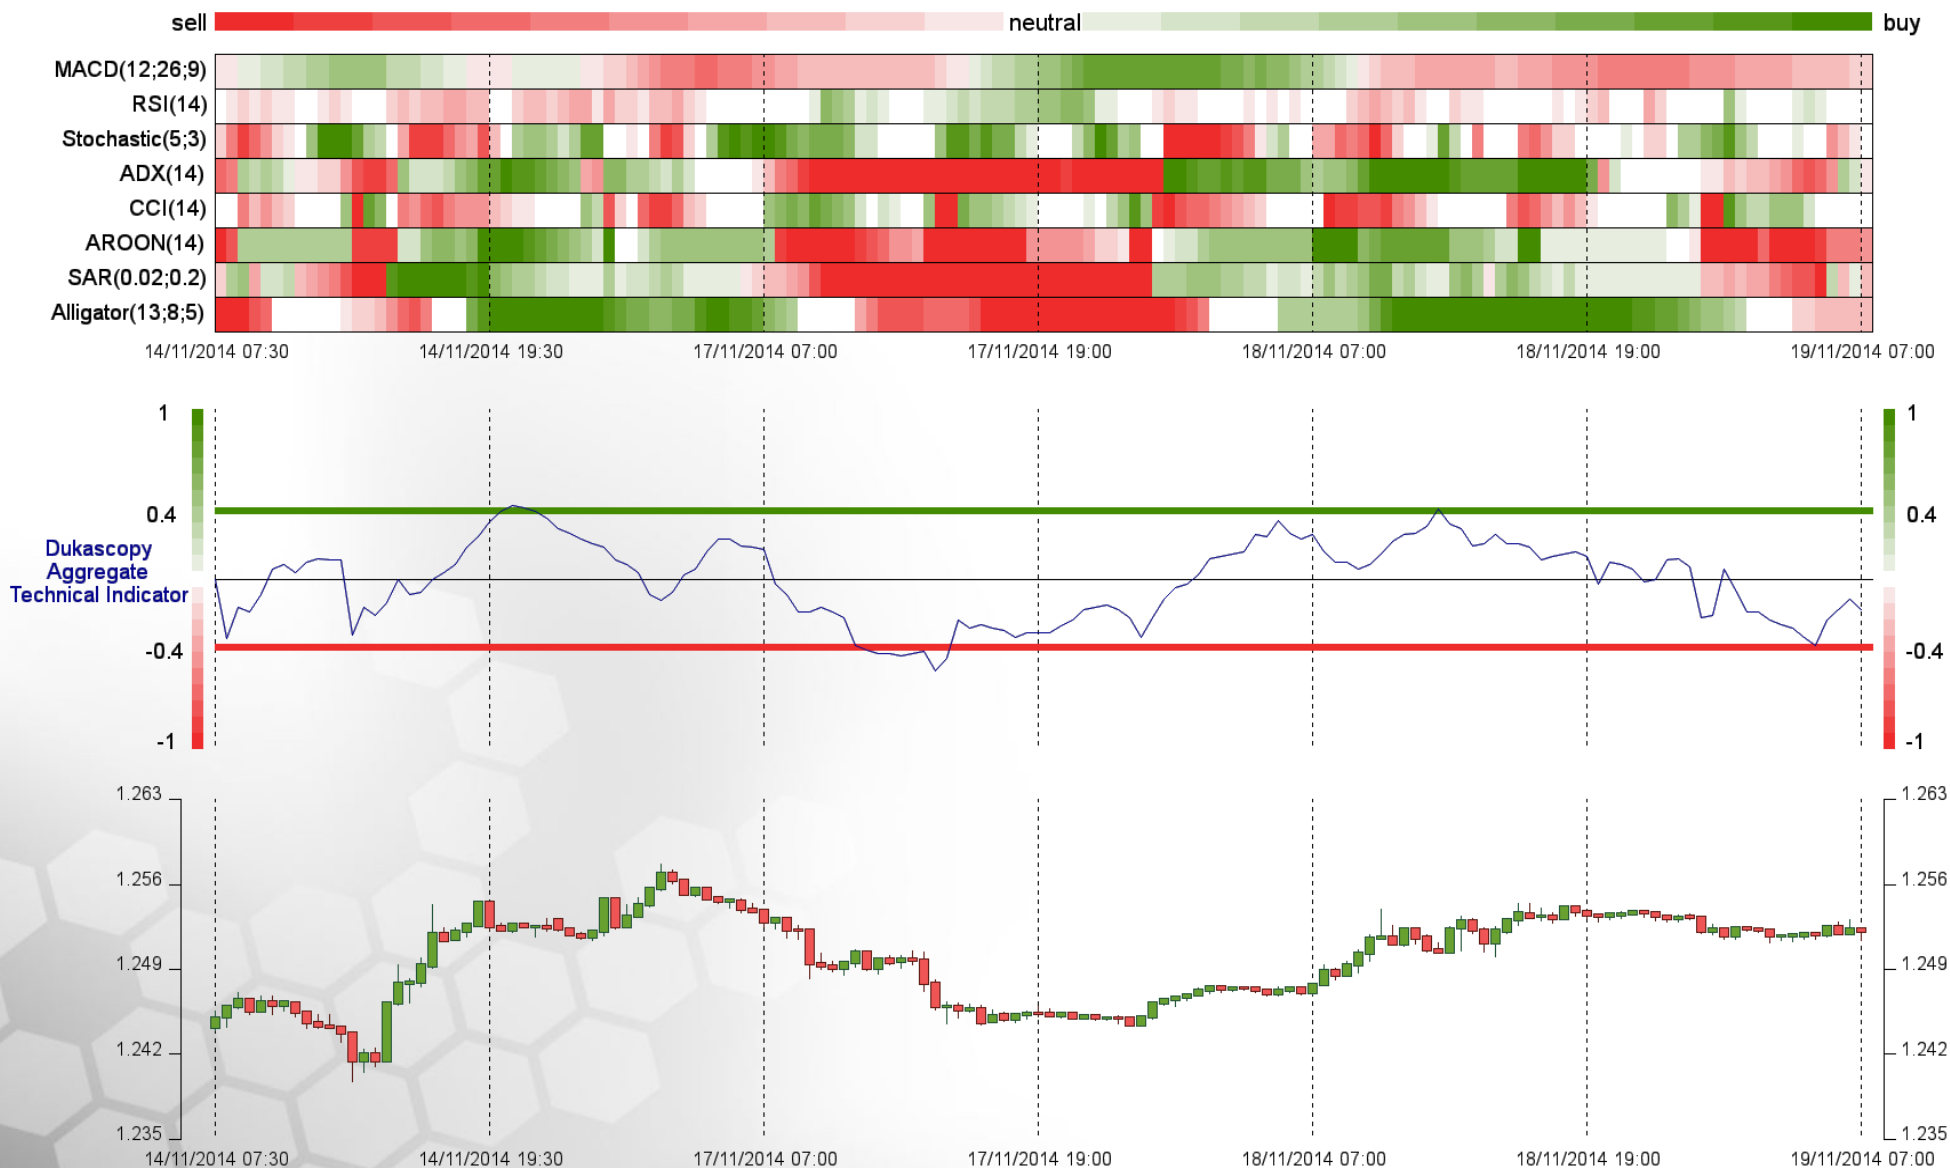 sell neutral buy
MACD(12;26;9)
RSI(14)
Stochastic(5;3)
ADX(14)
CCI(14)
AROON(14)
SAR(0.02;0.2)
Alligator(13;8;5)
14/11/2014 07:30 14/11/2014 19:30 17/11/2014 07:00 17/11/2014 19:00 18/11/2014 07:00 18/11/2014 19:00 19/11/2014 07:00
1 1
0.4 0.4
Dukascopy
Aggregate
Technical Indicator
-0.4 -0.4
-1 -1
1.263 1.263
1.256 1.256
1.249 1.249
1.242 1.242
1.235 1.235
14/11/2014 07:30 14/11/2014 19:30 17/11/2014 07:00 17/11/2014 19:00 18/11/2014 07:00 18/11/2014 19:00 19/11/2014 07:00